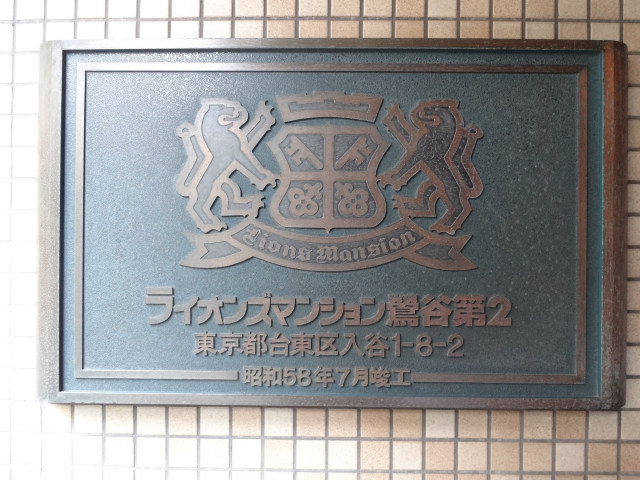 Lions Mansion
ライオンズマンション鶯谷第2
東京都台東区入谷1-8-2
昭和58年7月竣工